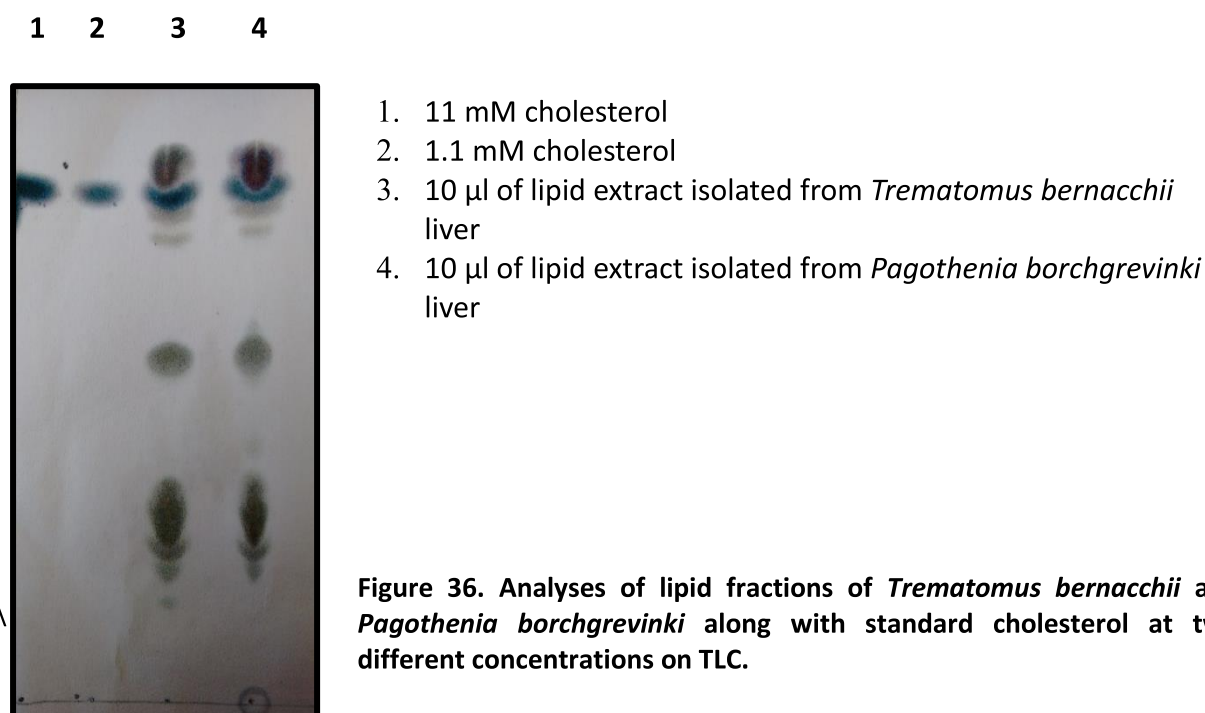 1 2 3 4
1. 11 mM cholesterol
2. 1.1 mM cholesterol
3. 10 µl of lipid extract isolated from Trematomus bernacchii
liver
4. 10 µl of lipid extract isolated from Pagothenia borchgrevinki
liver
Figure 36. Analyses of lipid fractions of Trematomus bernacchii a
Pagothenia borchgrevinki along with standard cholesterol at tw
different concentrations on TLC.